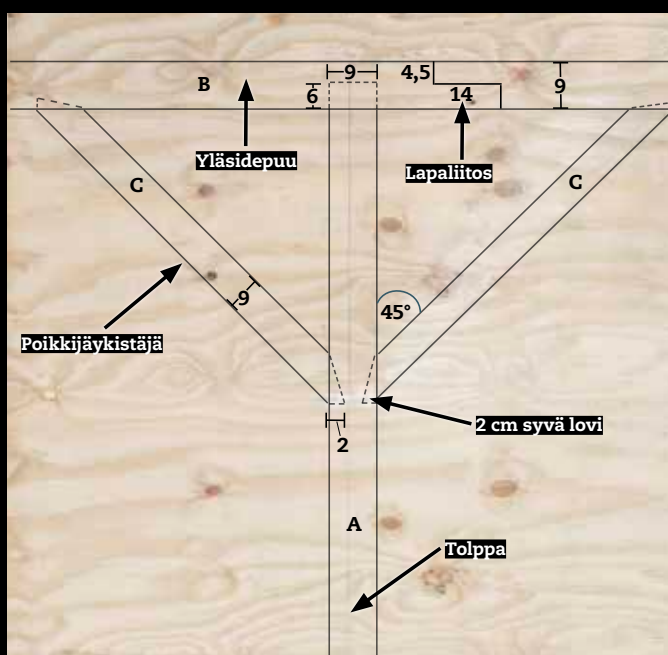 9
4,5
9
B
6
14
Yläsidepuu
Lapaliitos
C
C
9
45°
Poikkijäykistäjä
2 cm syvä lovi
2
A
Tolppa